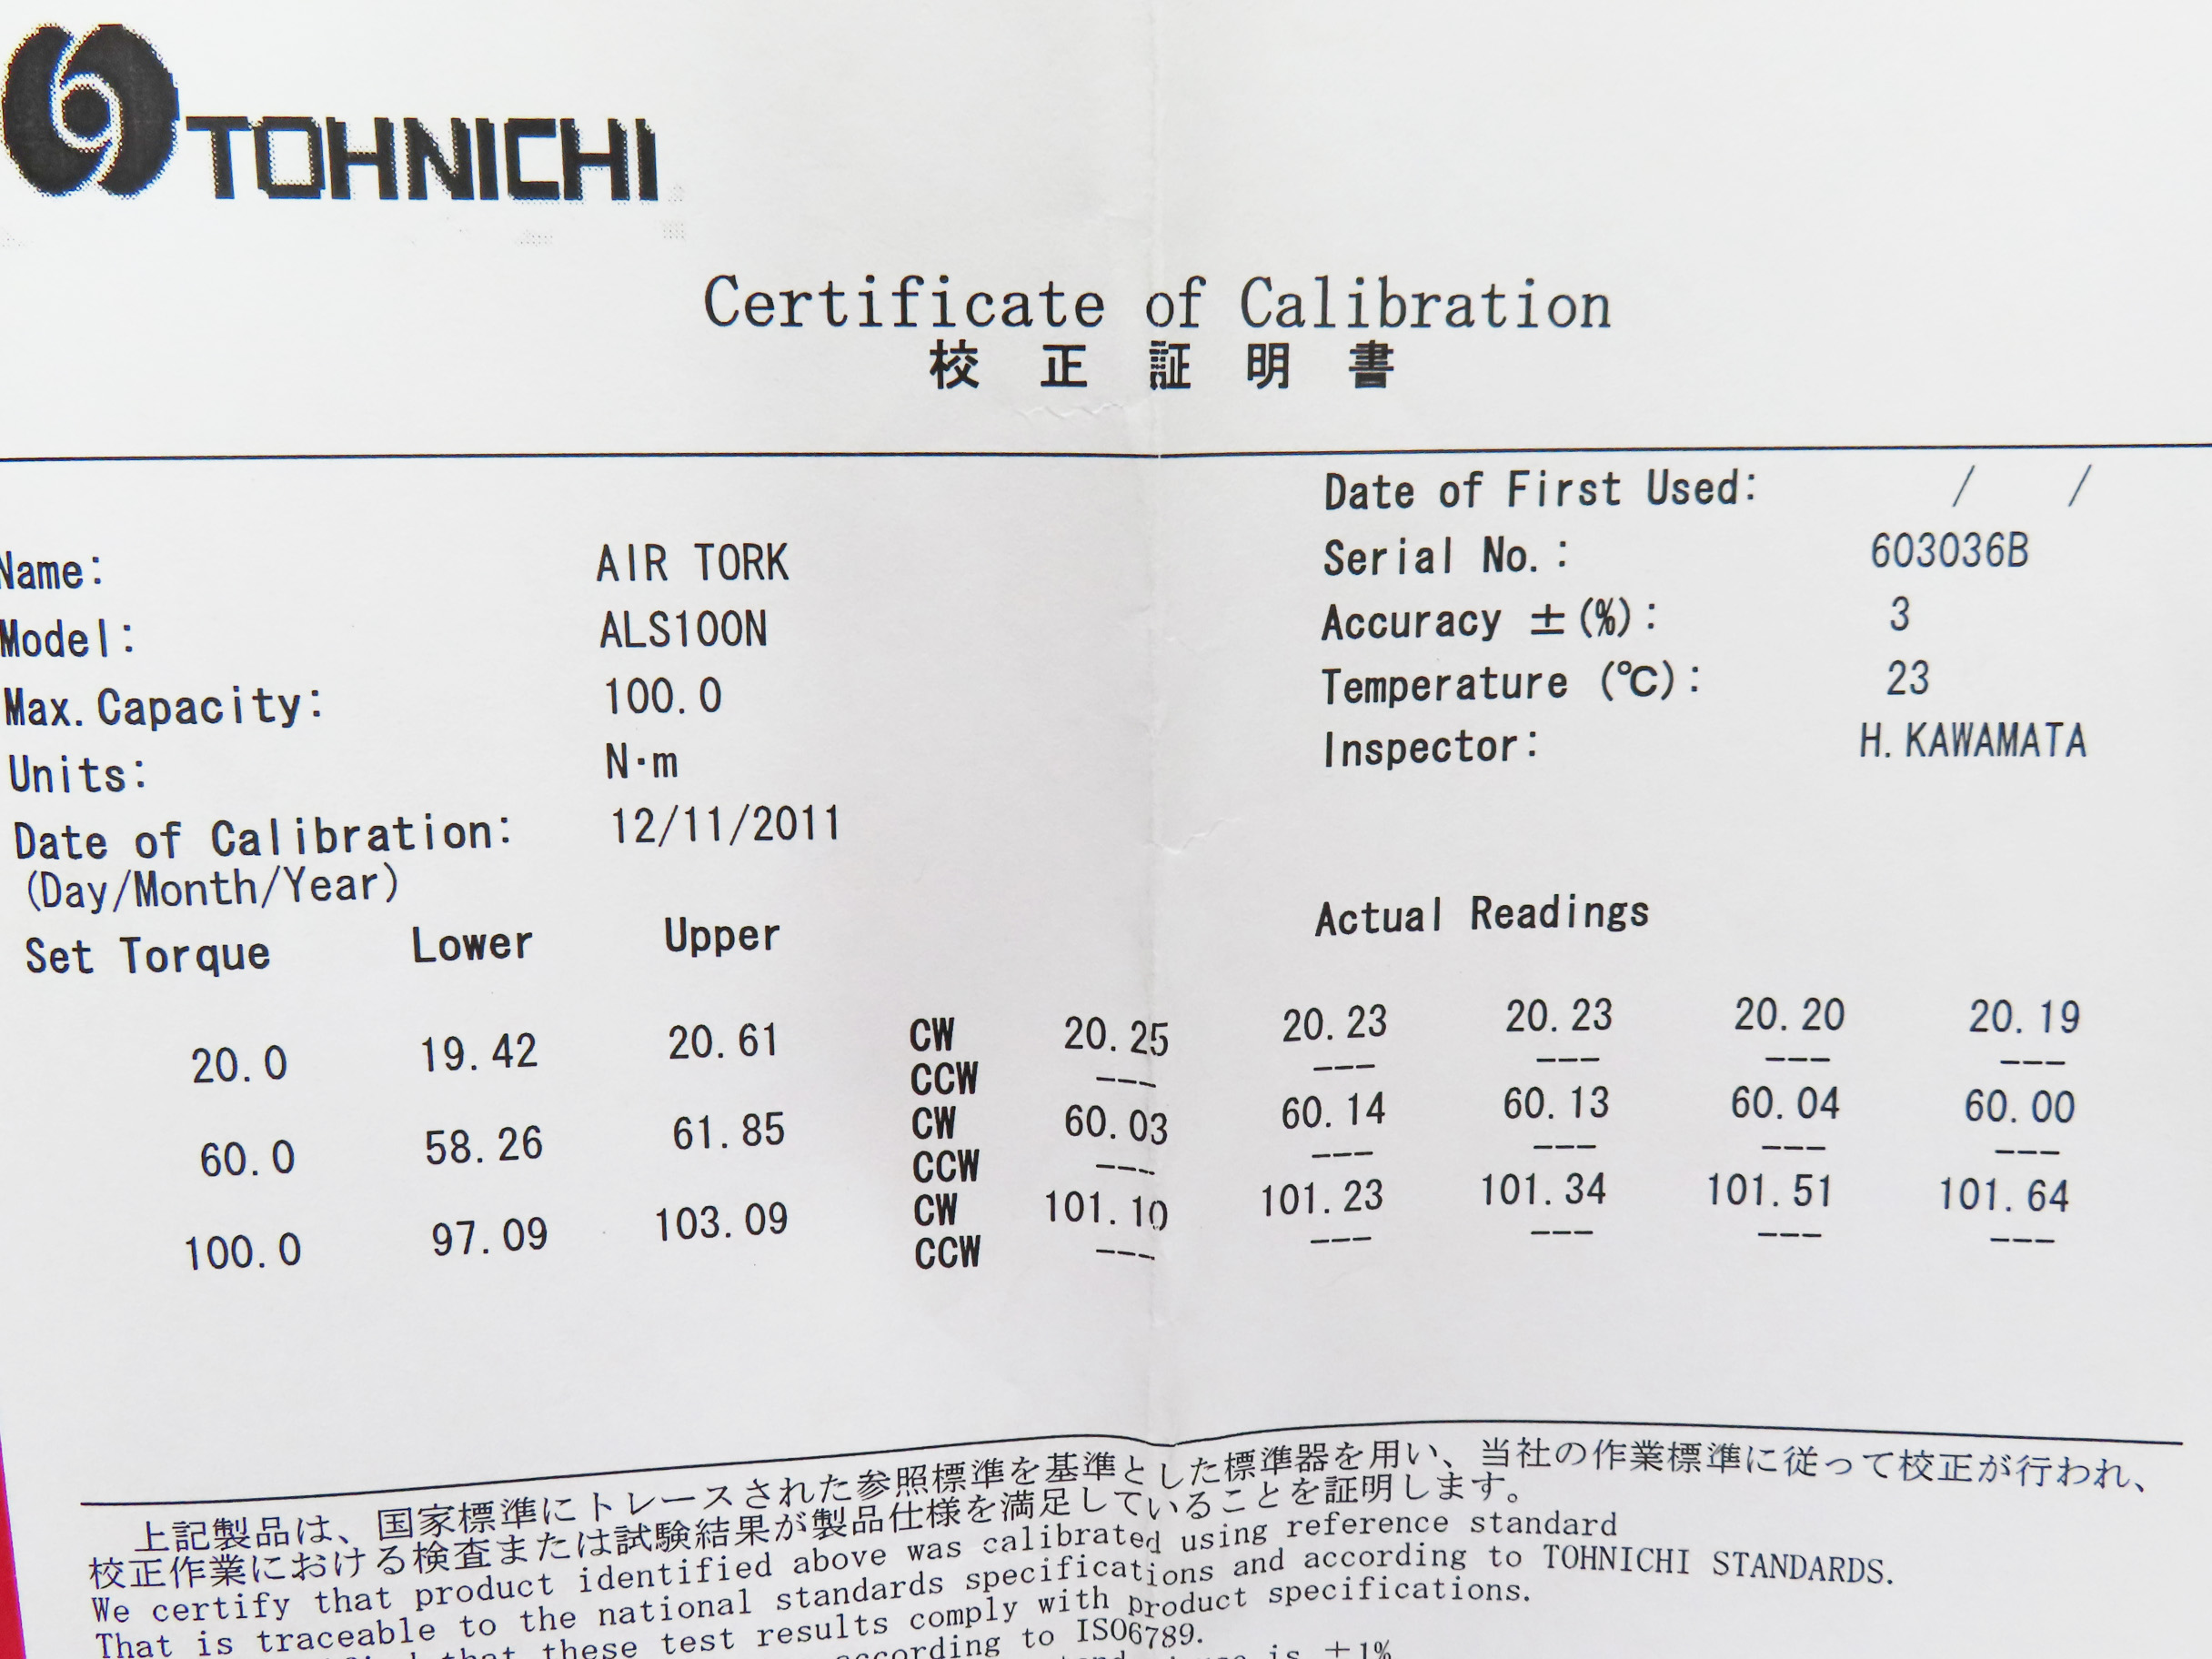 TOHNICHI
Certificate of Calibration
校正証明書
Date of First Used: / /
Name: AIR TORK Serial No.: 603036B
Model: ALS100N Accuracy ±(%): 3
Max.Capacity: 100.0 Temperature (℃): 23
Units: N·m Inspector: H.KAWAMATA
Date of Calibration: 12/11/2011
(Day/Month/Year)
Set Torque Lower Upper Actual Readings
20.0 19.42 20.61 CW 20.25 20.23 20.23 20.20 20.19
CCW --- --- --- --- ---
60.0 58.26 61.85 CW 60.03 60.14 60.13 60.04 60.00
CCW --- --- --- --- ---
100.0 97.09 103.09 CW 101.10 101.23 101.34 101.51 101.64
CCW --- --- --- --- ---
上記製品は、国家標準にトレースされた参照標準を基準とした標準器を用い、当社の作業標準に従って校正が行われ、
校正作業における検査または試験結果が製品仕様を満足していることを証明します。
We certify that product identified above was calibrated using reference standard
That is traceable to the national standards specifications and according to TOHNICHI STANDARDS.
that these test results comply with product specifications.
according to ISO6789.
is ±1%